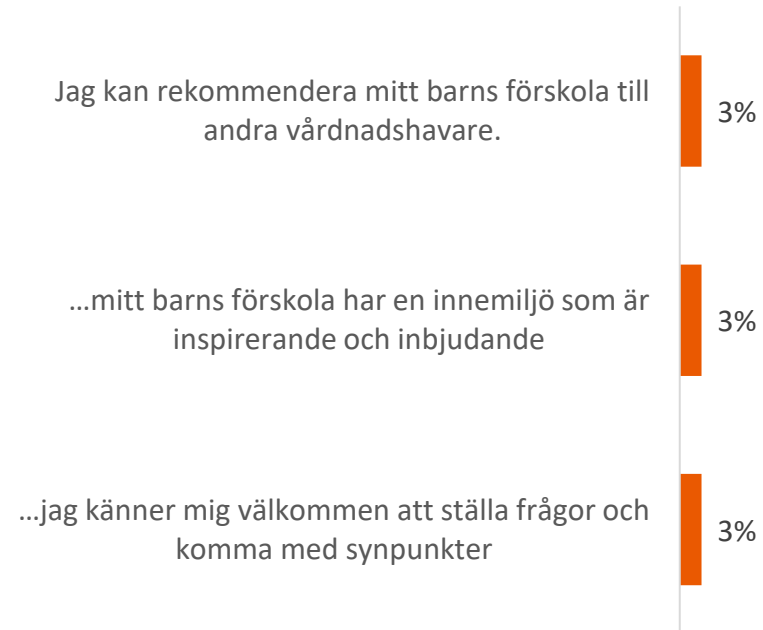 Jag kan rekommendera mitt barns förskola till
andra vårdnadshavare.
3%
...mitt barns förskola har en innemiljö som är
inspirerande och inbjudande
3%
...jag känner mig välkommen att ställa frågor och
komma med synpunkter
3%